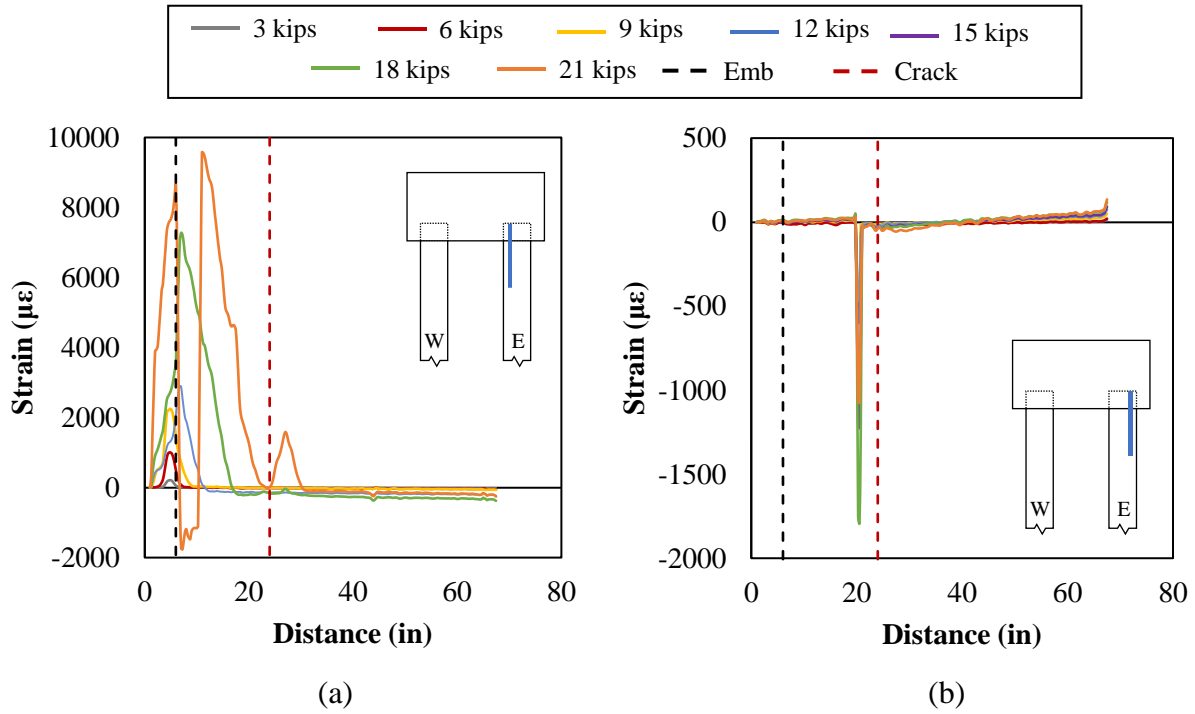 3 kips 6 kips 9 kips 12 kips 15 kips
18 kips 21 kips Emb Crack
10000
8000
6000
4000
2000
0
-2000
Strain (με)
0 20 40 60 80
Distance (in)
W E
(a)
500
0
-500
-1000
-1500
-2000
Strain (με)
0 20 40 60 80
Distance (in)
W E
(b)